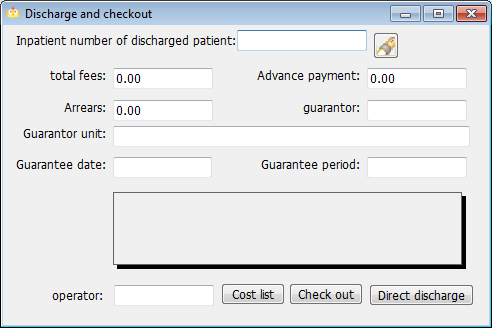 Discharge and checkout
Inpatient number of discharged patient:
total fees: 0.00 Advance payment: 0.00
Arrears: 0.00 guarantor:
Guarantor unit:
Guarantee date: Guarantee period:
operator: Cost list Check out Direct discharge